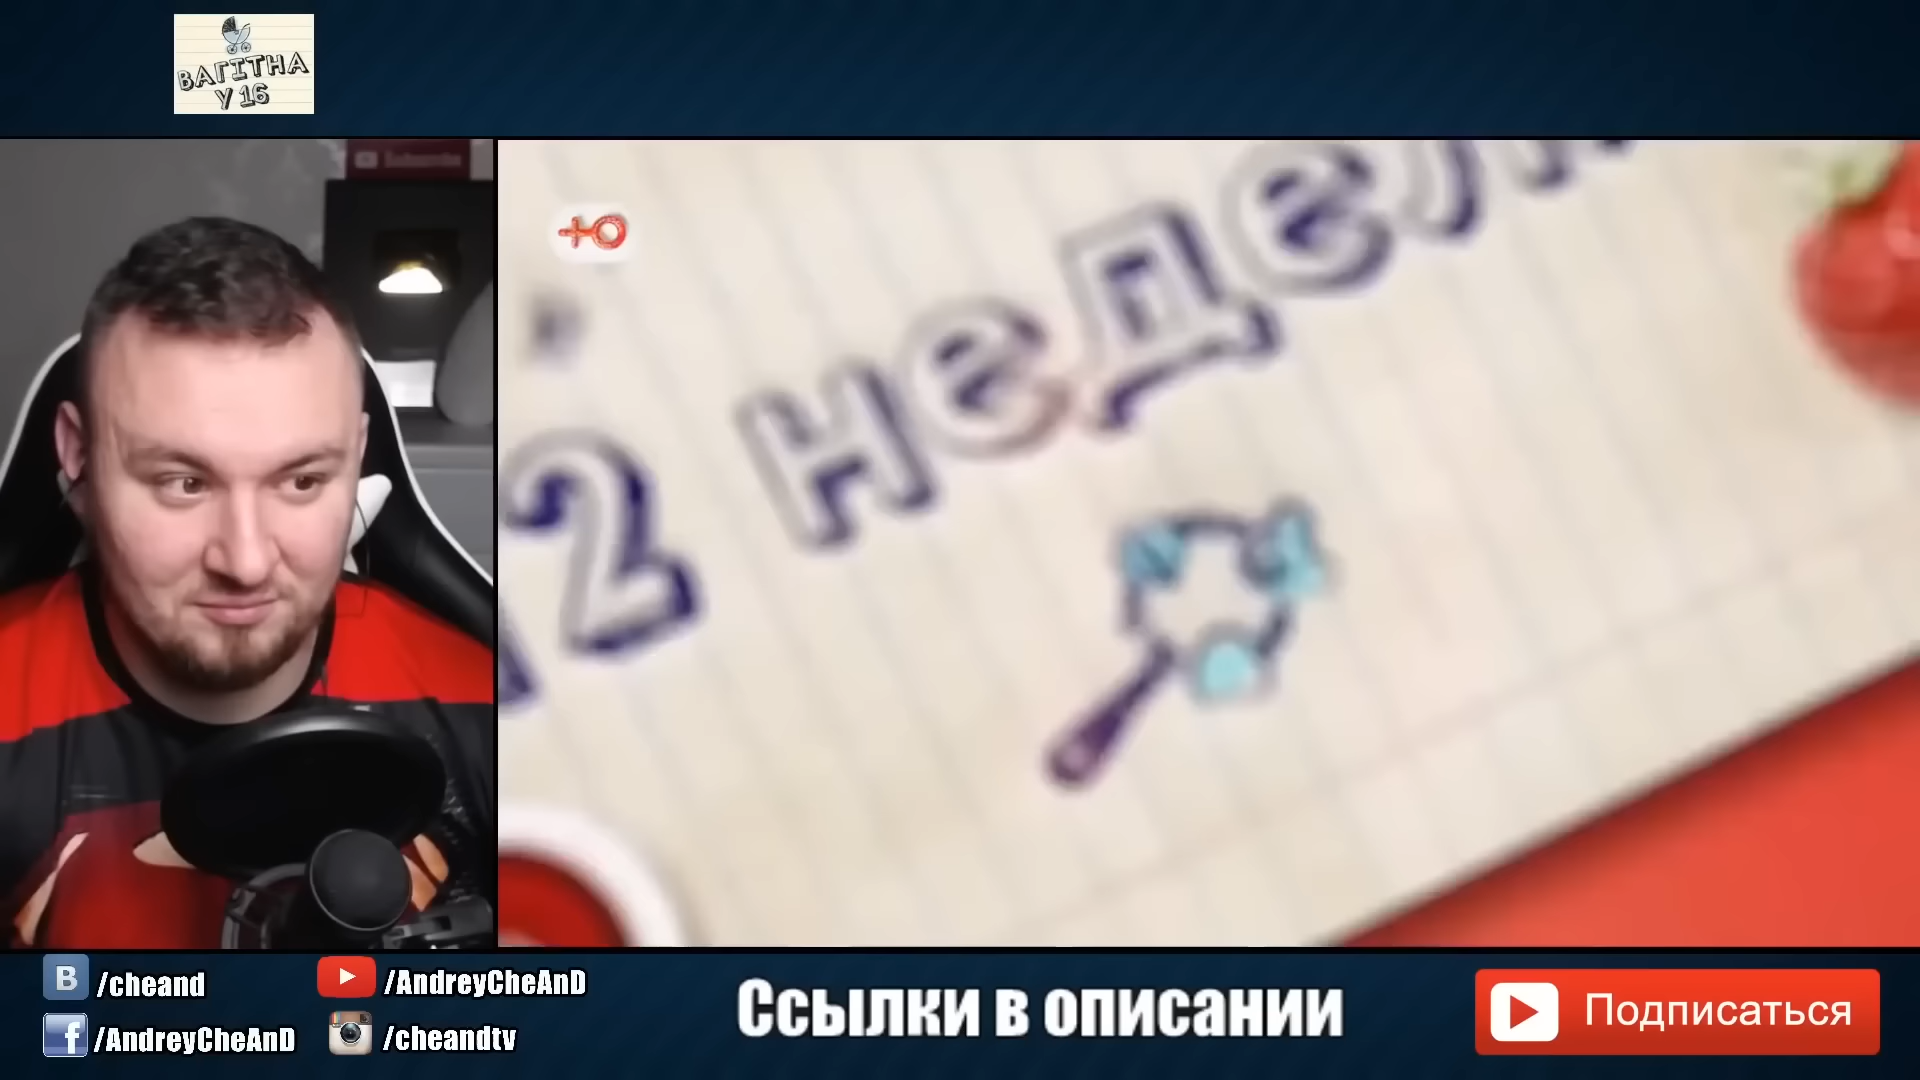 ВАГІТНА
У 16
2 недел
/cheand
/AndreyCheAnD
/AndreyCheAnD
/cheandtv
Ссылки в описании
Подписаться